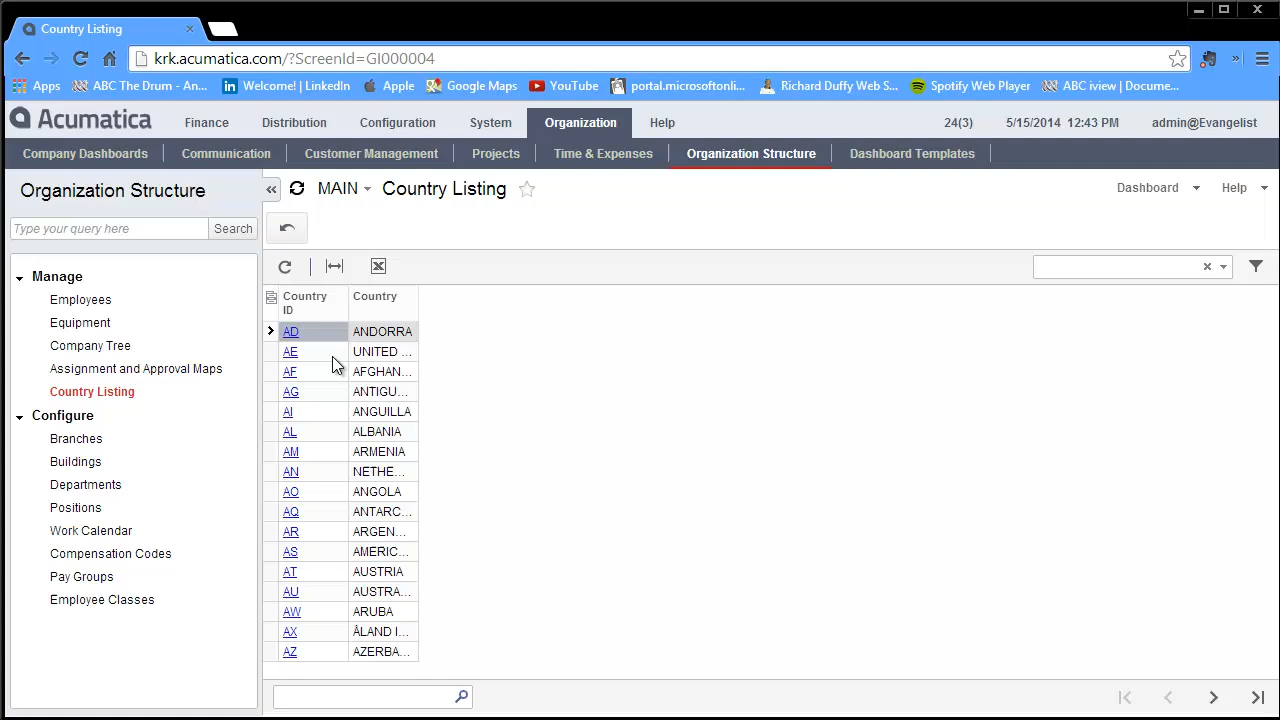 Country Listing
krk.acumatica.com/?ScreenId=GI000004
Apps ABC The Drum - An... Welcome! | LinkedIn Apple Google Maps YouTube portal.microsoftonli... Richard Duffy Web S... Spotify Web Player ABC iview | Docume... »
Acumatica Finance Distribution Configuration System Organization Help 24(3) 5/15/2014 12:43 PM admin@Evangelist
Company Dashboards Communication Customer Management Projects Time & Expenses Organization Structure Dashboard Templates
Organization Structure MAIN Country Listing Dashboard Help
Type your query here Search
Manage
Employees
Equipment
Company Tree
Assignment and Approval Maps
Country Listing
Configure
Branches
Buildings
Departments
Positions
Work Calendar
Compensation Codes
Pay Groups
Employee Classes
Country ID Country
AD ANDORRA
AE UNITED ...
AF AFGHAN...
AG ANTIGU...
AI ANGUILLA
AL ALBANIA
AM ARMENIA
AN NETHE...
AO ANGOLA
AQ ANTARC...
AR ARGEN...
AS AMERIC...
AT AUSTRIA
AU AUSTRA...
AW ARUBA
AX ÅLAND I...
AZ AZERBA...